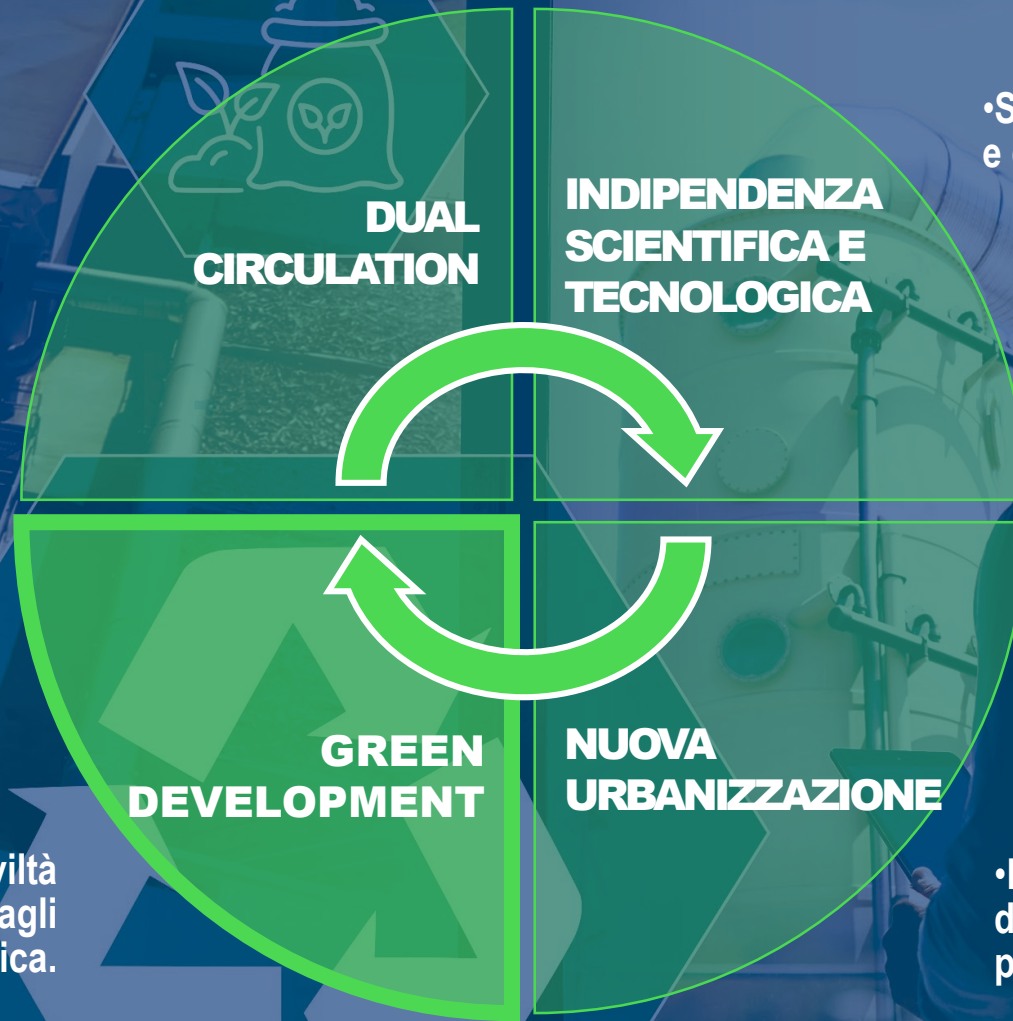 •S
e
DUAL
CIRCULATION
INDIPENDENZA
SCIENTIFICA E
TECNOLOGICA
GREEN
DEVELOPMENT
NUOVA
URBANIZZAZIONE
viltà
agli
ica.
d
p